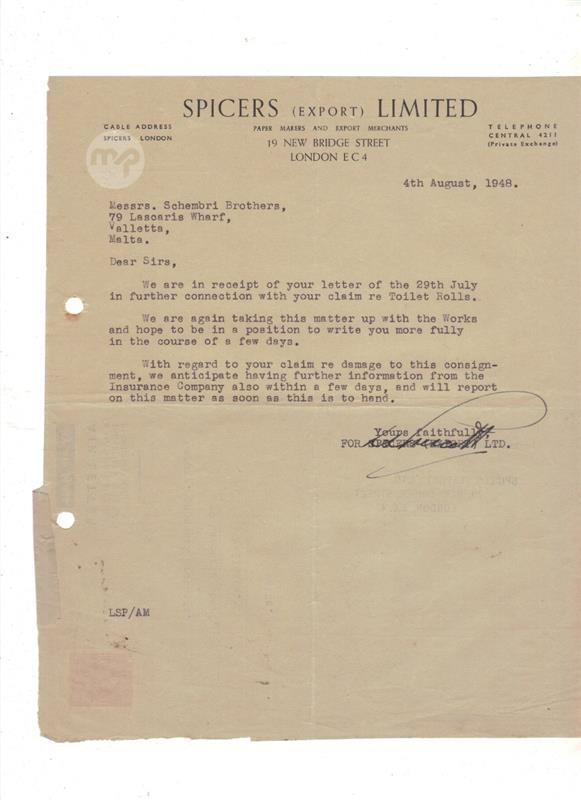 SPICERS (EXPORT) LIMITED
CABLE ADDRESS
SPICERS LONDON
PAPER MAKERS AND EXPORT MERCHANTS
19 NEW BRIDGE STREET
LONDON EC4
TELEPHONE
CENTRAL 4211
(Private Exchange)
4th August, 1948.
Messrs. Schembri Brothers,
79 Lascaris Wharf,
Valletta,
Malta.
Dear Sirs,
We are in receipt of your letter of the 29th July
in further connection with your claim re Toilet Rolls.
We are again taking this matter up with the Works
and hope to be in a position to write you more fully
in the course of a few days.
With regard to your claim re damage to this consign-
ment, we anticipate having further information from the
Insurance Company also within a few days, and will report
on this matter as soon as this is to hand.
Yours faithfully
FOR SPICERS (EXPORT) LTD.
LSP/AM